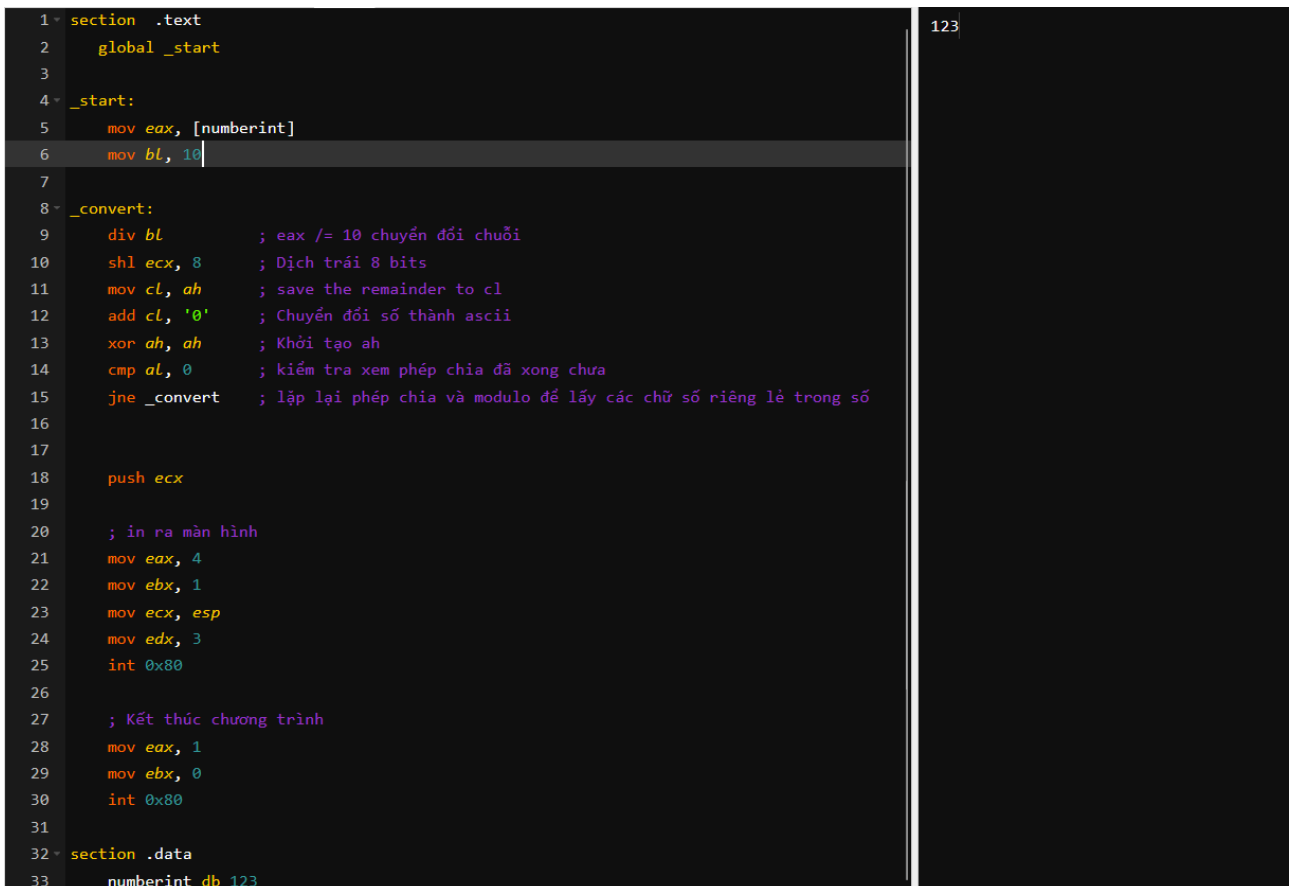 1 section  .text
2    global _start
3
4 _start:
5     mov eax, [numberint]
6     mov bl, 10
7
8 _convert:
9     div bl          ; eax /= 10 chuyển đổi chuỗi
10     shl ecx, 8      ; Dịch trái 8 bits
11     mov cl, ah      ; save the remainder to cl
12     add cl, '0'     ; Chuyển đổi số thành ascii
13     xor ah, ah      ; Khởi tạo ah
14     cmp al, 0       ; kiểm tra xem phép chia đã xong chưa
15     jne _convert    ; lặp lại phép chia và modulo để lấy các chữ số riêng lẻ trong số
16
17
18     push ecx
19
20     ; in ra màn hình
21     mov eax, 4
22     mov ebx, 1
23     mov ecx, esp
24     mov edx, 3
25     int 0x80
26
27     ; Kết thúc chương trình
28     mov eax, 1
29     mov ebx, 0
30     int 0x80
31
32 section .data
33     numberint db 123
123